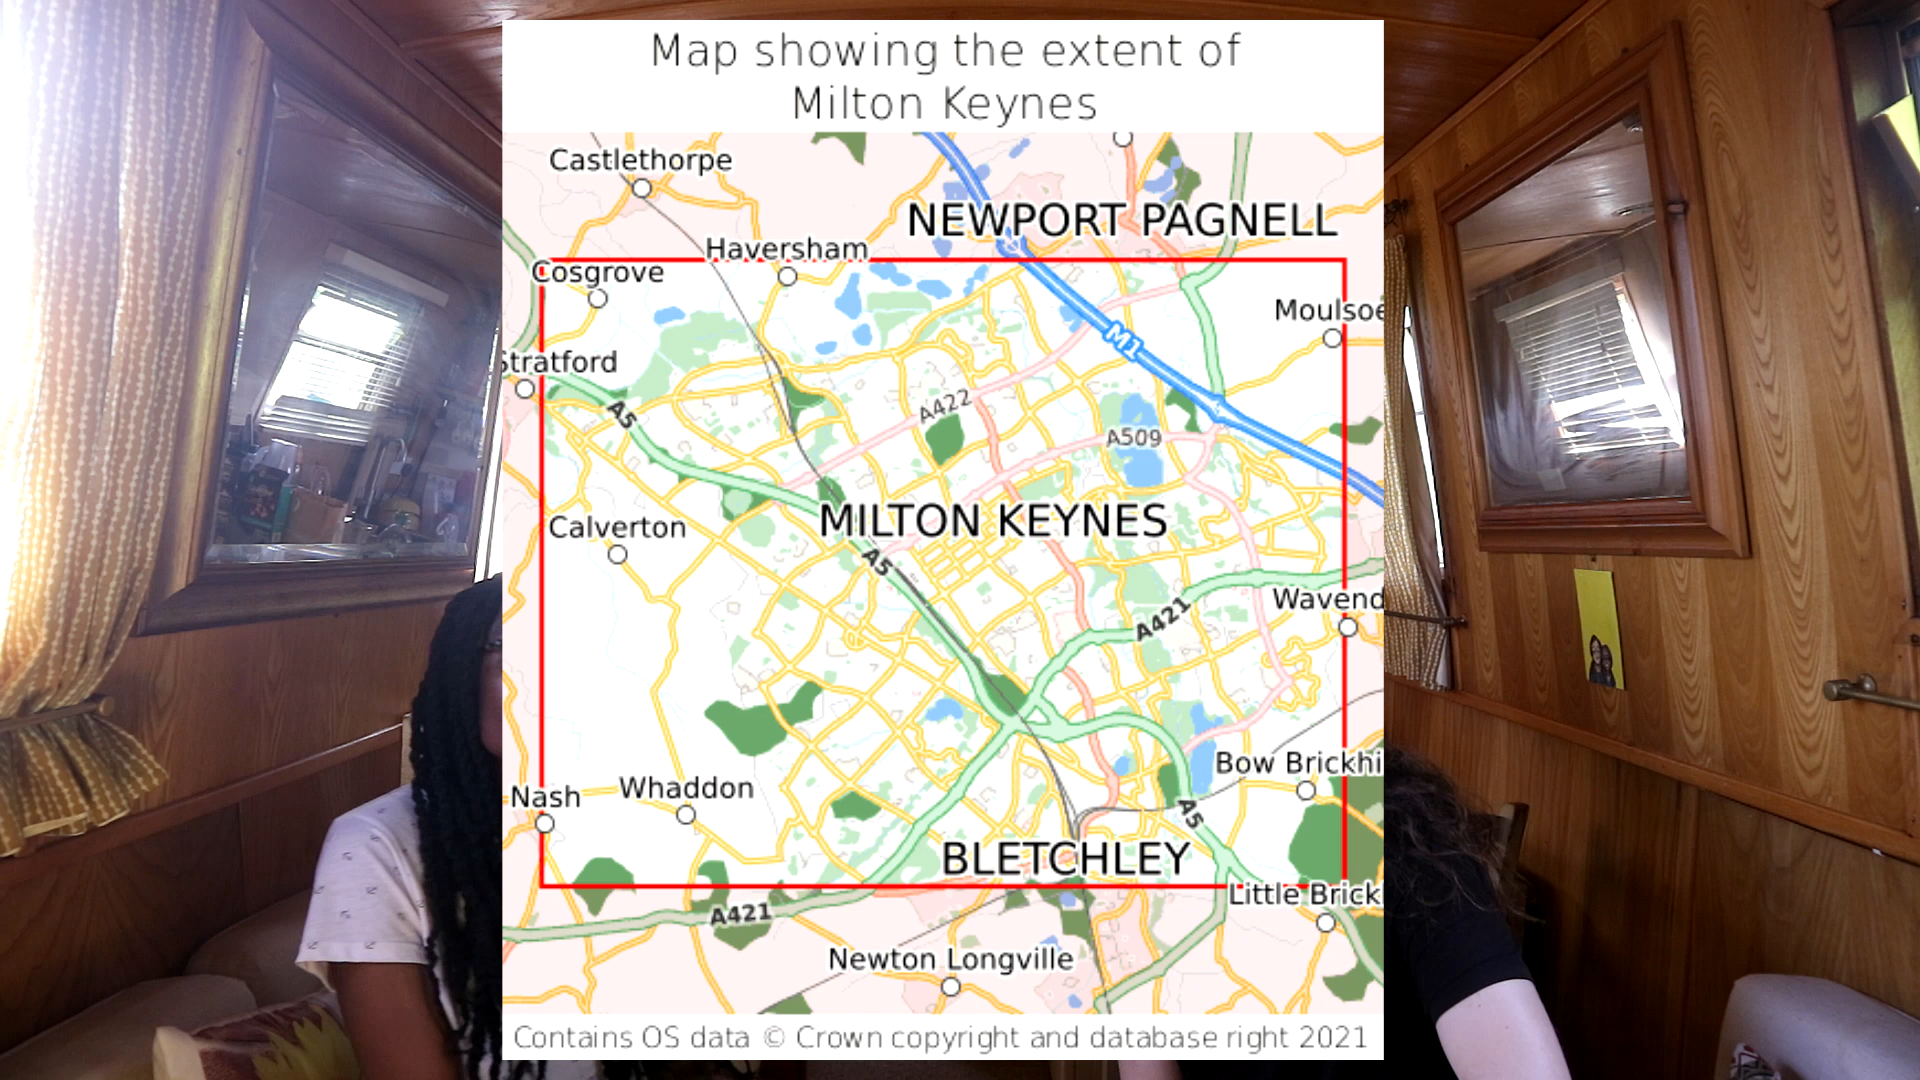 Map showing the extent of
Milton Keynes
Castlethorpe
NEWPORT PAGNELL
Haversham
Cosgrove
Moulsoe
M1
Stratford
A5
A422
A509
MILTON KEYNES
Calverton
A5
Wavend
A421
Bow Brickhi
Nash
Whaddon
A5
BLETCHLEY
Little Brick
A421
Newton Longville
Contains OS data © Crown copyright and database right 2021